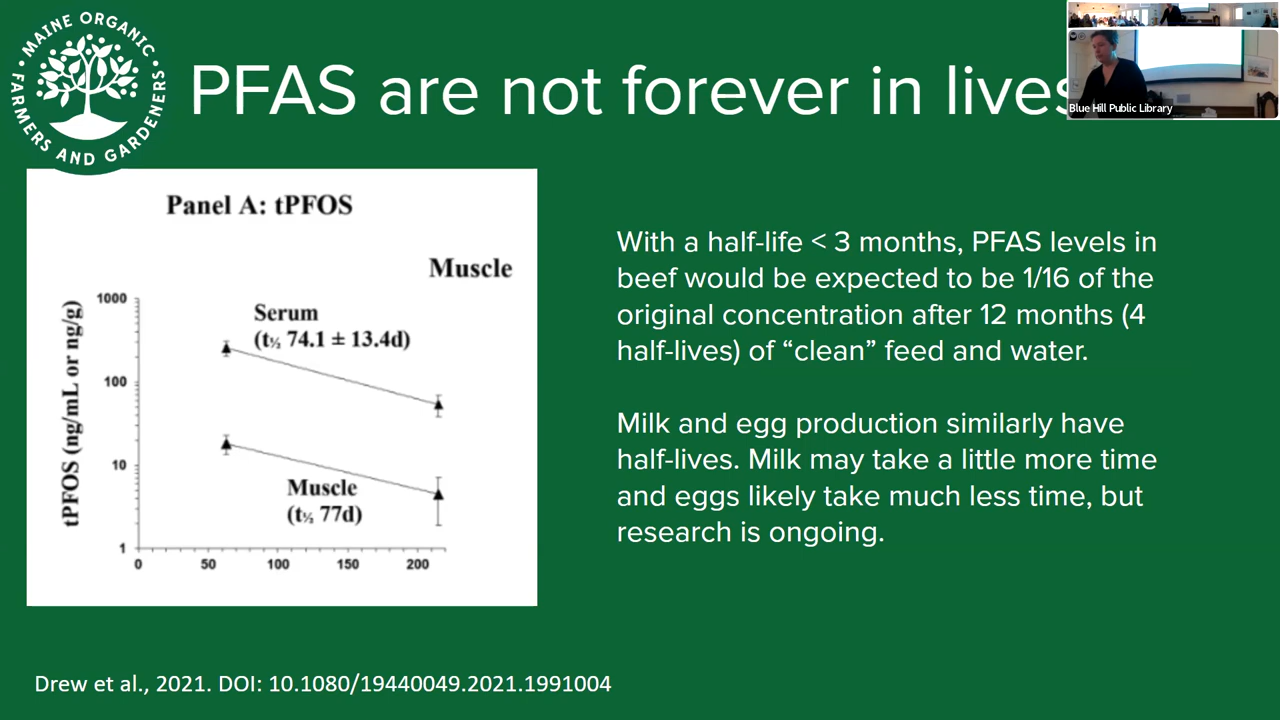 MAINE ORGANIC
FARMERS AND GARDENERS
PFAS are not forever in lives
Blue Hill Public Library
Panel A: tPFOS
Muscle
tPFOS (ng/mL or ng/g)
1000
100
10
1
Serum
(t½ 74.1 ± 13.4d)
Muscle
(t½ 77d)
0 50 100 150 200
With a half-life < 3 months, PFAS levels in
beef would be expected to be 1/16 of the
original concentration after 12 months (4
half-lives) of “clean” feed and water.
Milk and egg production similarly have
half-lives. Milk may take a little more time
and eggs likely take much less time, but
research is ongoing.
Drew et al., 2021. DOI: 10.1080/19440049.2021.1991004